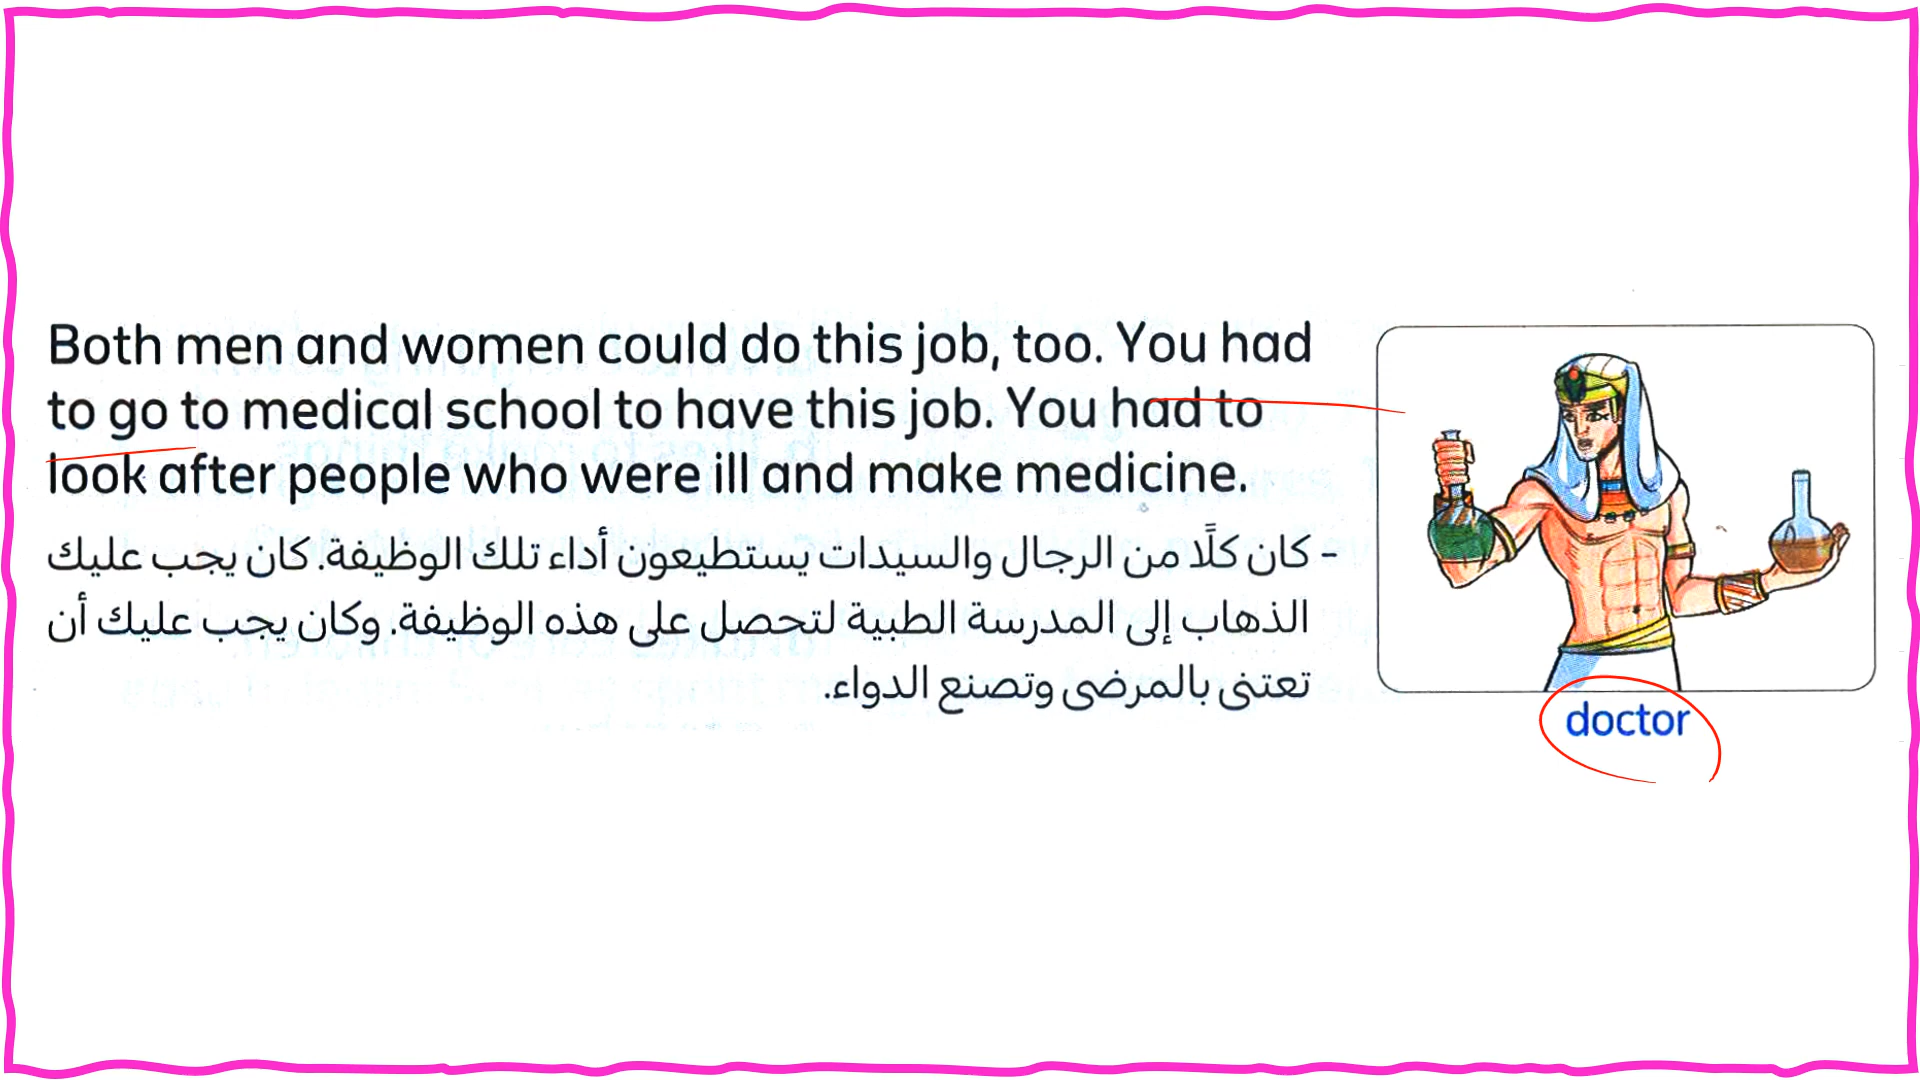 Both men and women could do this job, too. You had
to go to medical school to have this job. You had to
look after people who were ill and make medicine.
- كان كلًّا من الرجال والسيدات يستطيعون أداء تلك الوظيفة. كان يجب عليك
الذهاب إلى المدرسة الطبية لتحصل على هذه الوظيفة. وكان يجب عليك أن
تعتنى بالمرضى وتصنع الدواء.
doctor